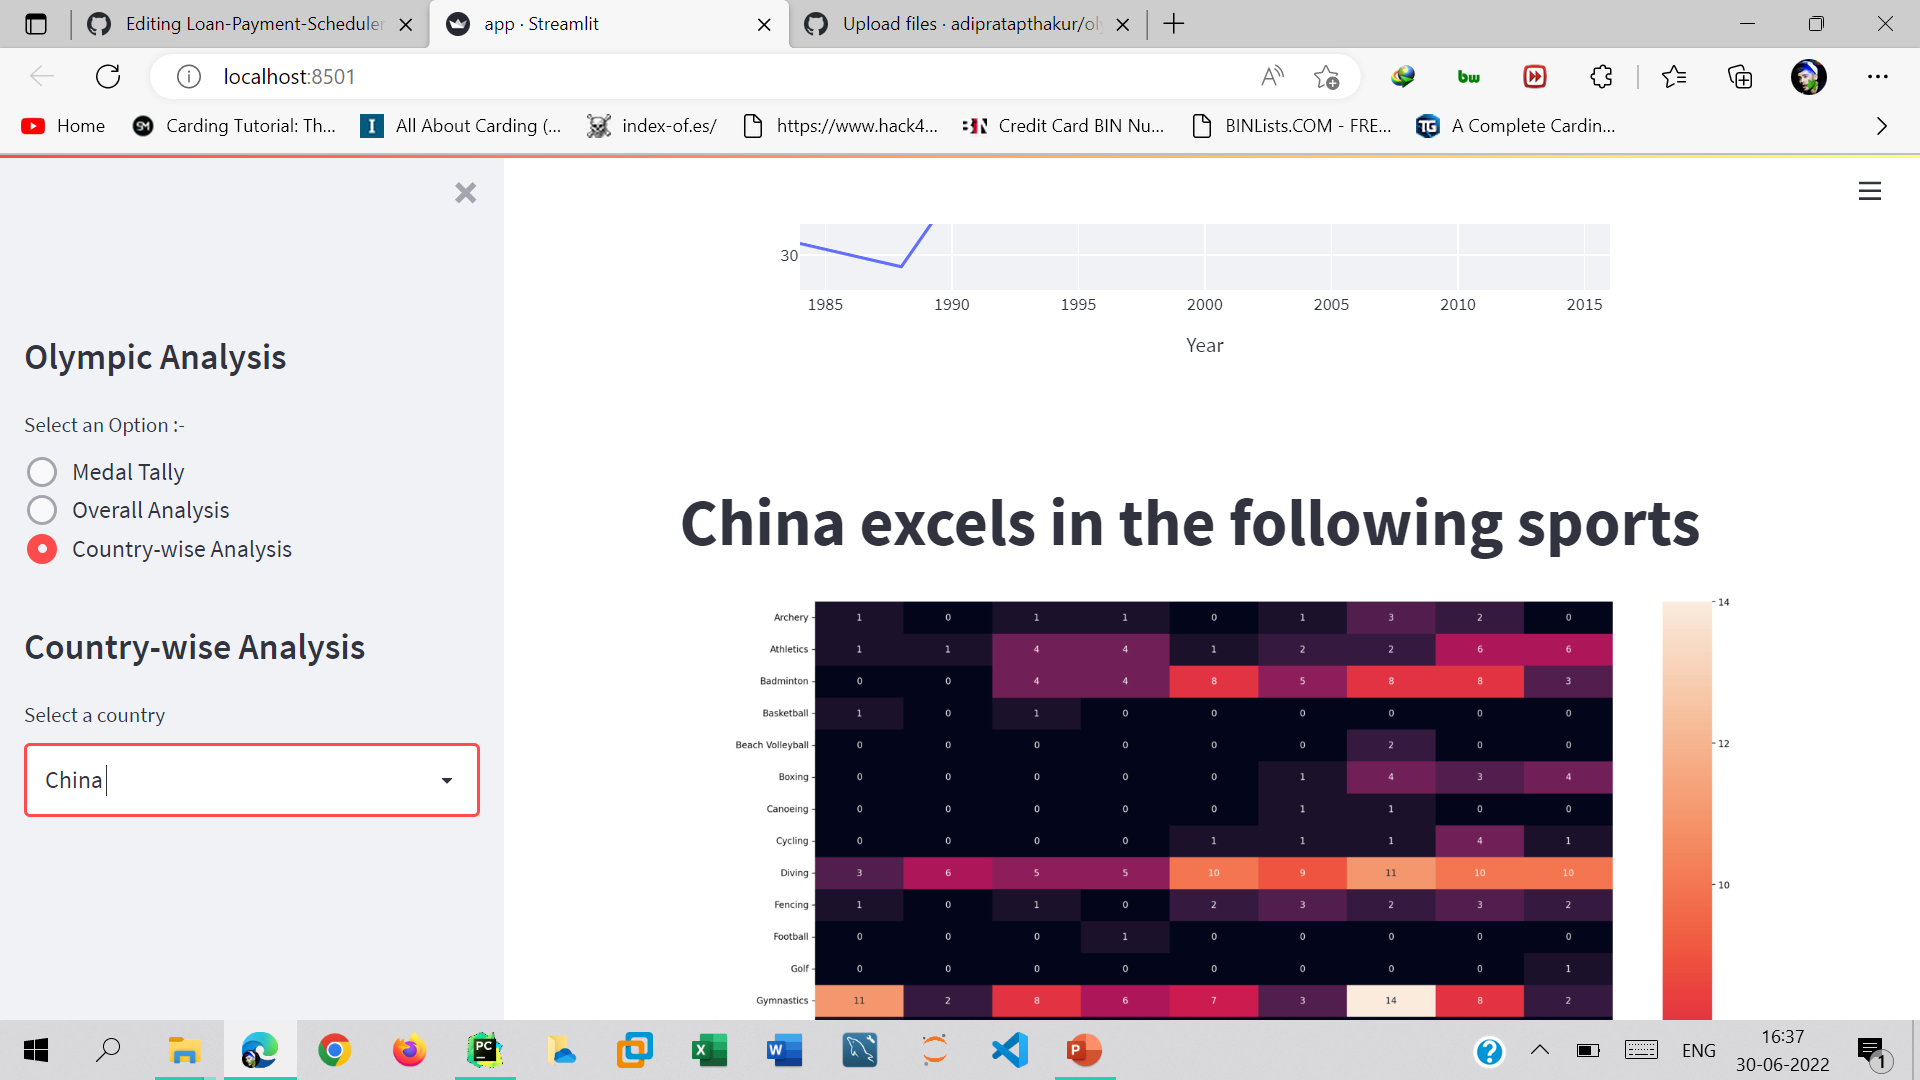 Editing Loan-Payment-Scheduler
app · Streamlit
Upload files · adipratapthakur/ol
localhost:8501
Home
Carding Tutorial: Th...
All About Carding (...
index-of.es/
https://www.hack4...
Credit Card BIN Nu...
BINLists.COM - FRE...
A Complete Cardin...
Olympic Analysis
Select an Option :-
Medal Tally
Overall Analysis
Country-wise Analysis
Country-wise Analysis
Select a country
China
30
1985 1990 1995 2000 2005 2010 2015
Year
China excels in the following sports
Archery 1 0 1 1 0 1 3 2 0
Athletics 1 1 4 4 1 2 2 6 6
Badminton 0 0 4 4 8 5 8 8 3
Basketball 1 0 1 0 0 0 0 0 0
Beach Volleyball 0 0 0 0 0 0 2 0 0
Boxing 0 0 0 0 0 1 4 3 4
Canoeing 0 0 0 0 0 1 1 0 0
Cycling 0 0 0 0 1 1 1 4 1
Diving 3 6 5 5 10 9 11 10 10
Fencing 1 0 1 0 2 3 2 3 2
Football 0 0 0 1 0 0 0 0 0
Golf 0 0 0 0 0 0 0 0 1
Gymnastics 11 2 8 6 7 3 14 8 2
14
12
10
ENG
16:37
30-06-2022
1